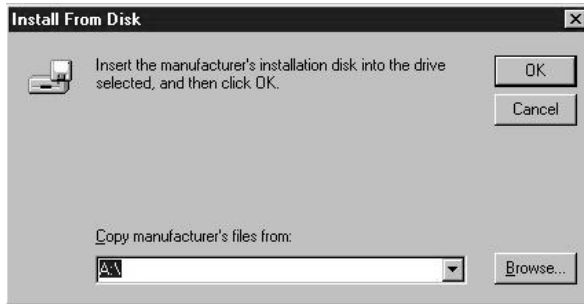 Install From Disk
Insert the manufacturer's installation disk into the drive
selected, and then click OK.
OK
Cancel
Copy manufacturer's files from:
A:\
Browse...